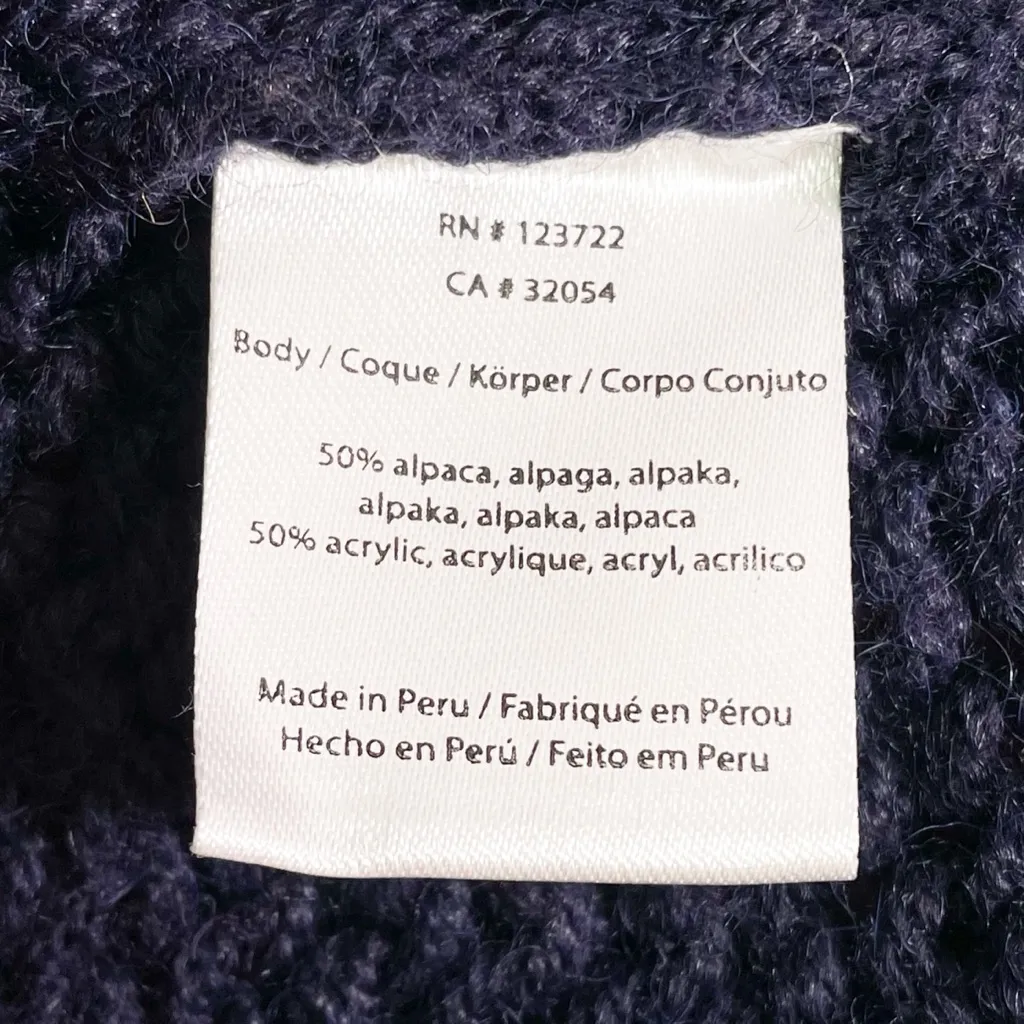 RN # 123722
CA # 32054
Body / Coque / Körper / Corpo Conjuto
50% alpaca, alpaga, alpaka,
alpaka, alpaka, alpaca
50% acrylic, acrylique, acryl, acrilico
Made in Peru / Fabriqué en Pérou
Hecho en Perú / Feito em Peru